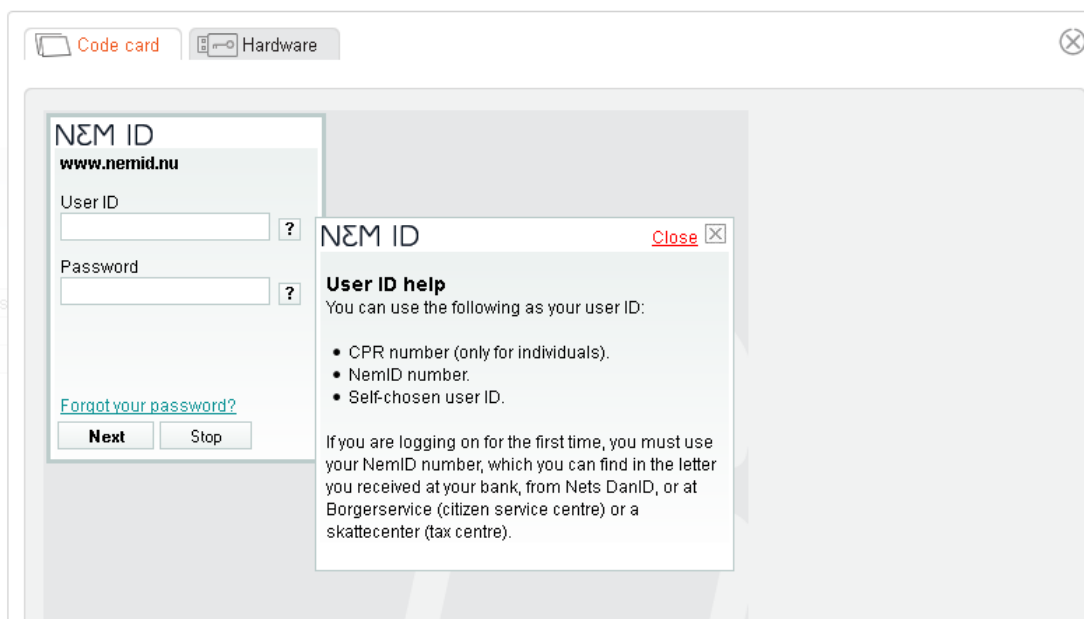 Code card
Hardware
NEM ID
www.nemid.nu
User ID
?
Password
?
Forgot your password?
Next
Stop
NEM ID
Close
User ID help
You can use the following as your user ID:
• CPR number (only for individuals).
• NemID number.
• Self-chosen user ID.
If you are logging on for the first time, you must use
your NemID number, which you can find in the letter
you received at your bank, from Nets DanID, or at
Borgerservice (citizen service centre) or a
skattecenter (tax centre).